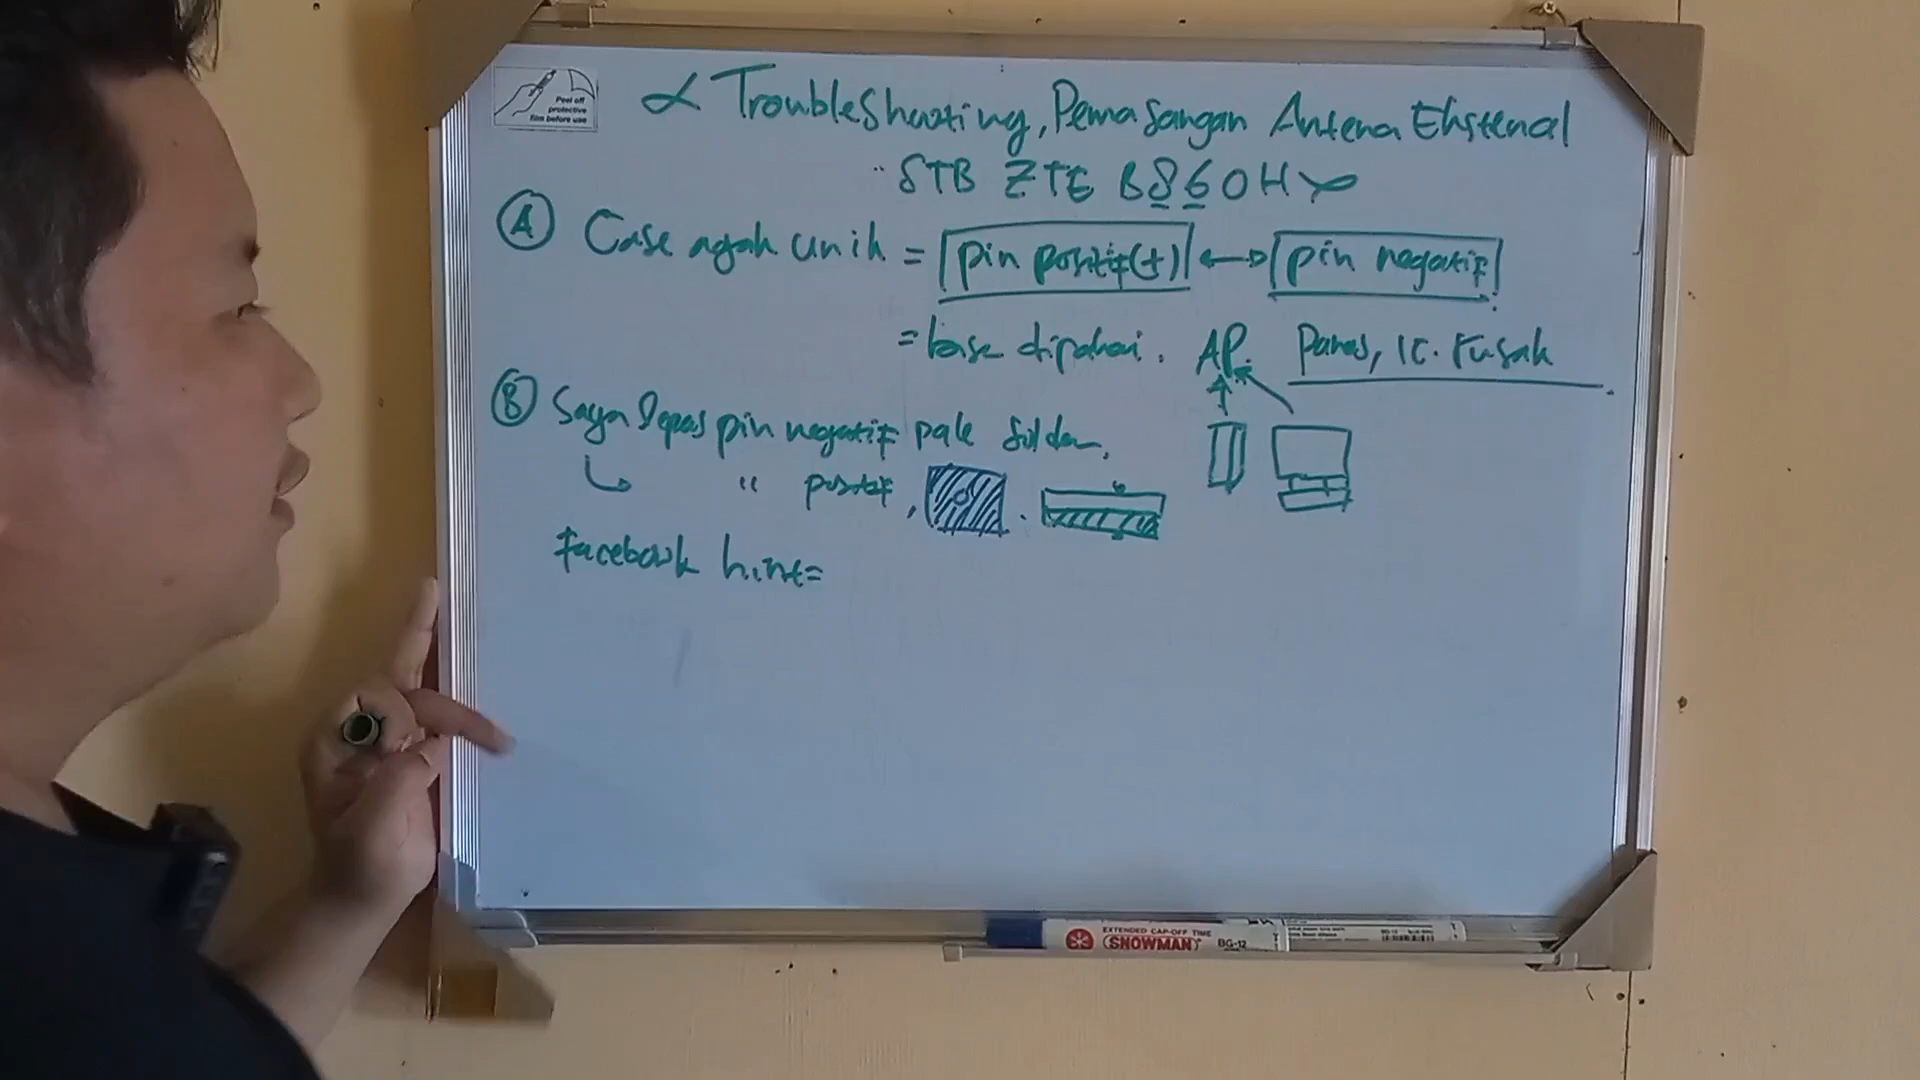 Peel off
protective
film before use
Troubleshooting, Pemasangan Antena Eksternal
STB ZTE B860H
A Case agak unik = pin positif (+) ↔ pin negatif
= bisa dipakai. AP. Panas, IC. rusak
B Saya lepas pin negatif pake solder.
" positif,
Facebook hint=
EXTENDED CAP-OFF TIME
SNOWMAN BG-12